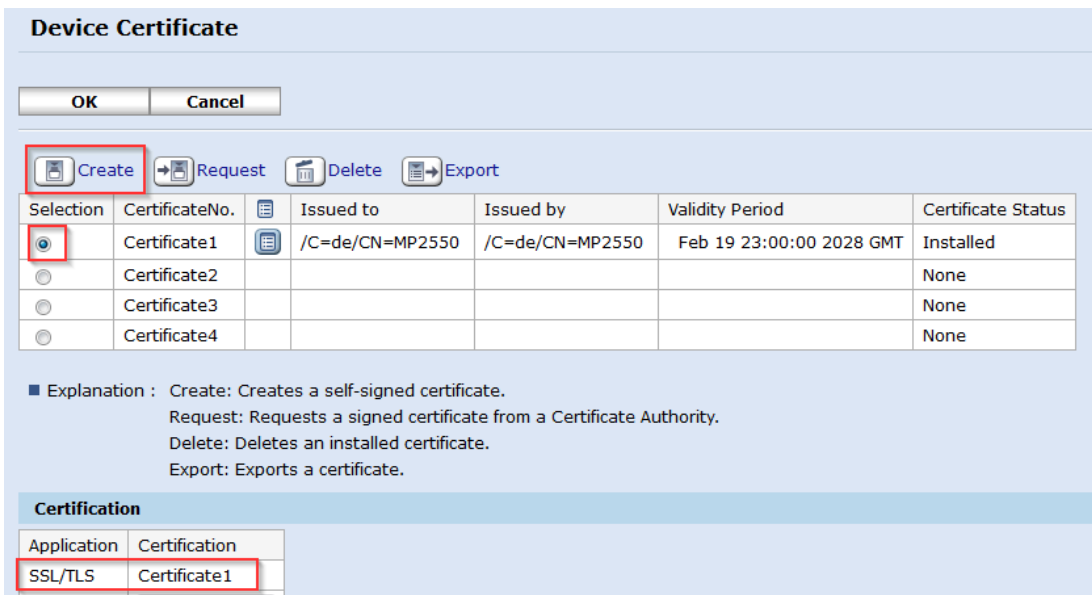 Device Certificate
OK Cancel
Create Request Delete Export
Selection CertificateNo. Issued to Issued by Validity Period Certificate Status
Certificate1 /C=de/CN=MP2550 /C=de/CN=MP2550 Feb 19 23:00:00 2028 GMT Installed
Certificate2 None
Certificate3 None
Certificate4 None
Explanation : Create: Creates a self-signed certificate.
Request: Requests a signed certificate from a Certificate Authority.
Delete: Deletes an installed certificate.
Export: Exports a certificate.
Certification
Application Certification
SSL/TLS Certificate1